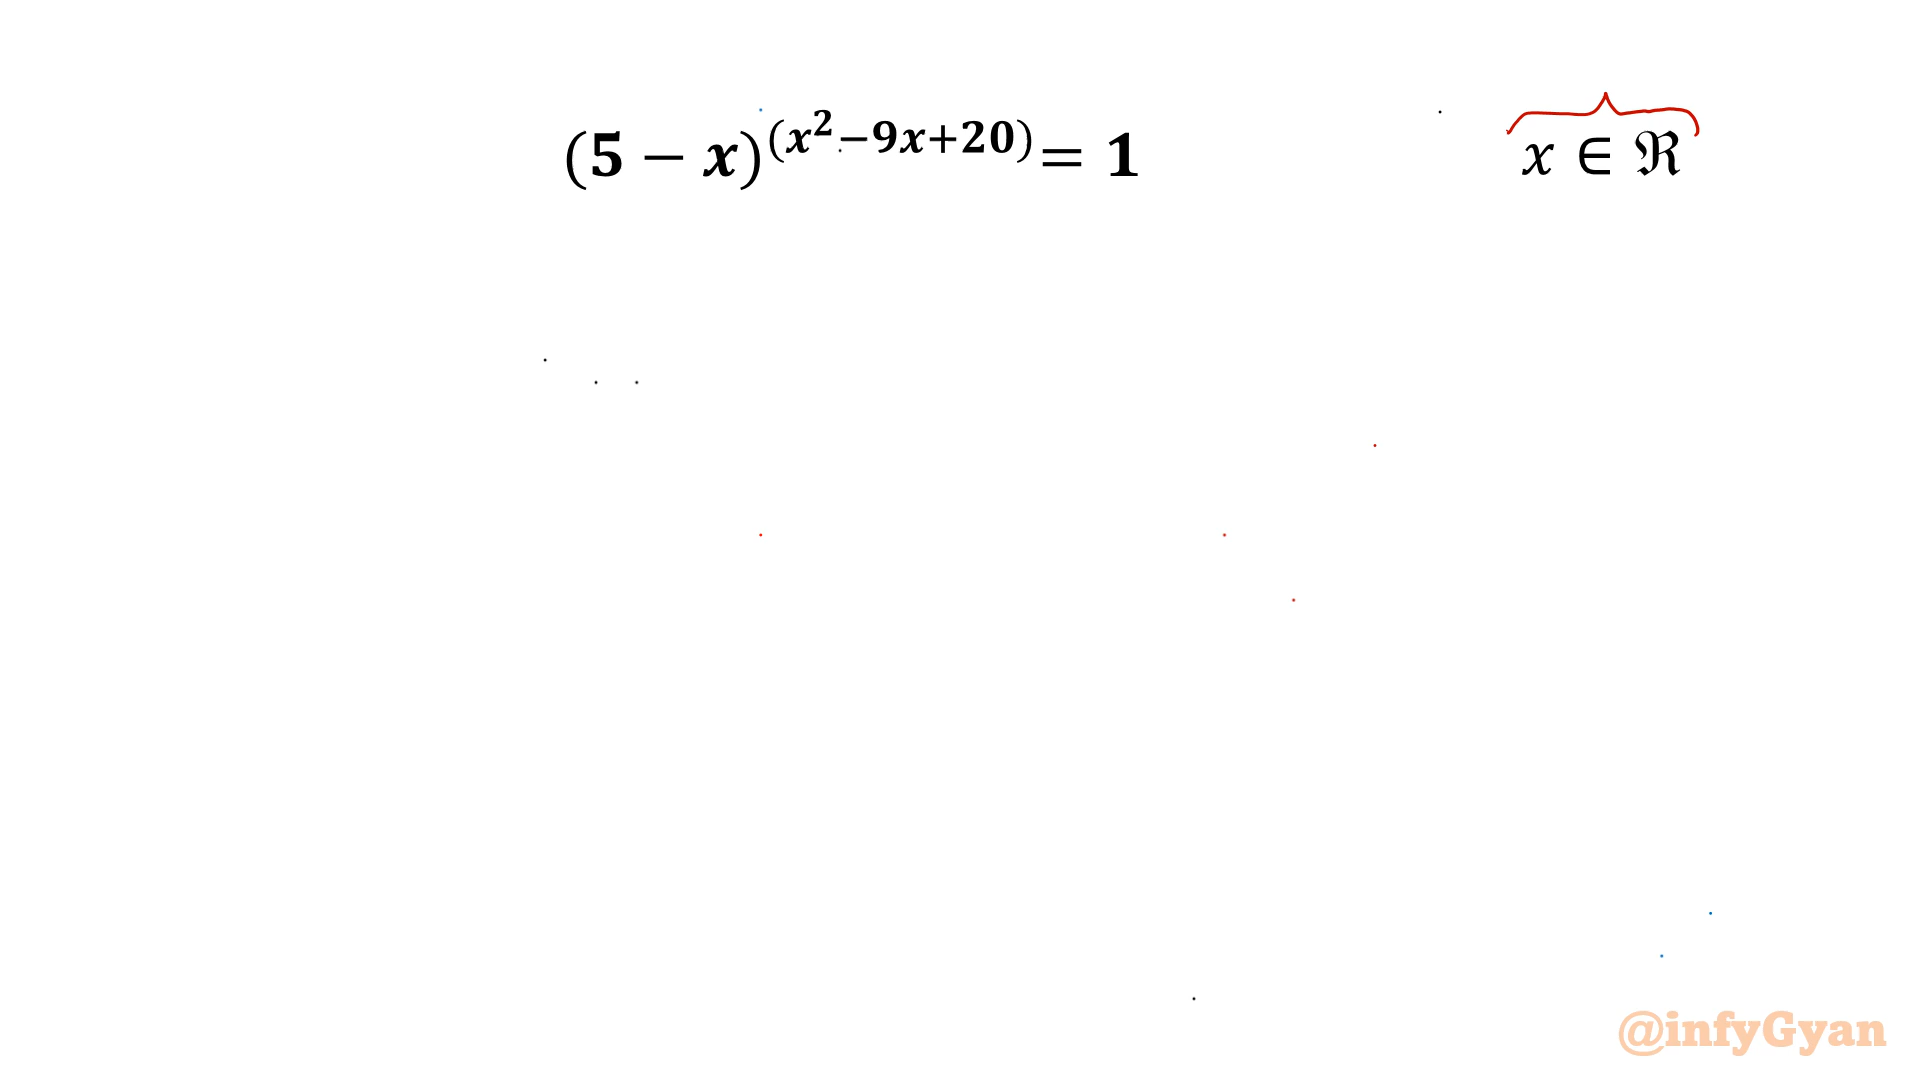 (5 − x)^(x²−9x+20) = 1
x ∈ ℜ
@infyGyan